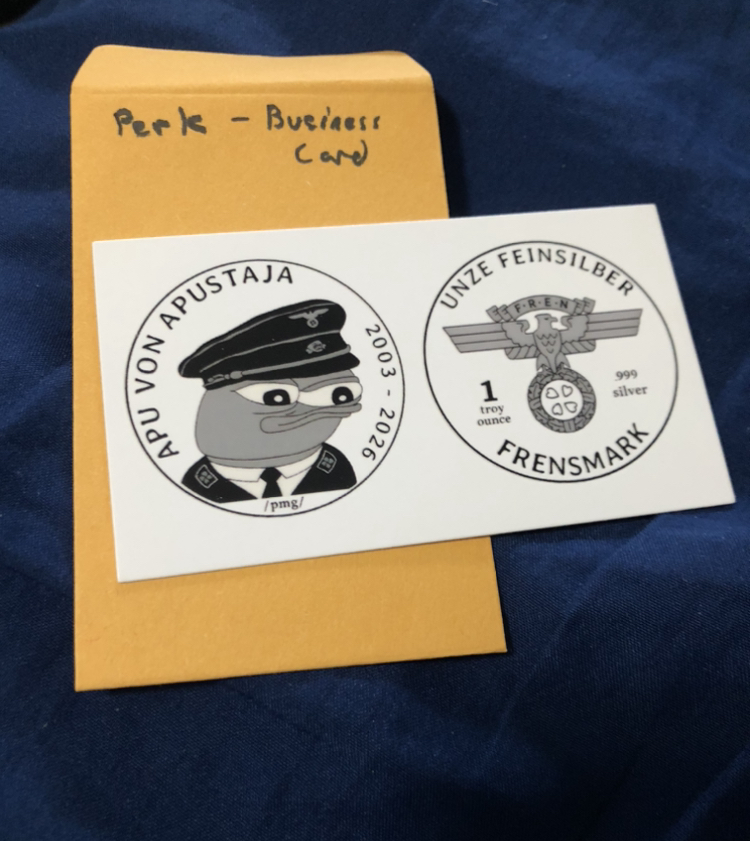 Perk - Business
Card
APU VON APUSTAJA
2003 - 2026
/pmg/
UNZE FEINSILBER
F·R·E·N
1
troy
ounce
.999
silver
FRENSMARK